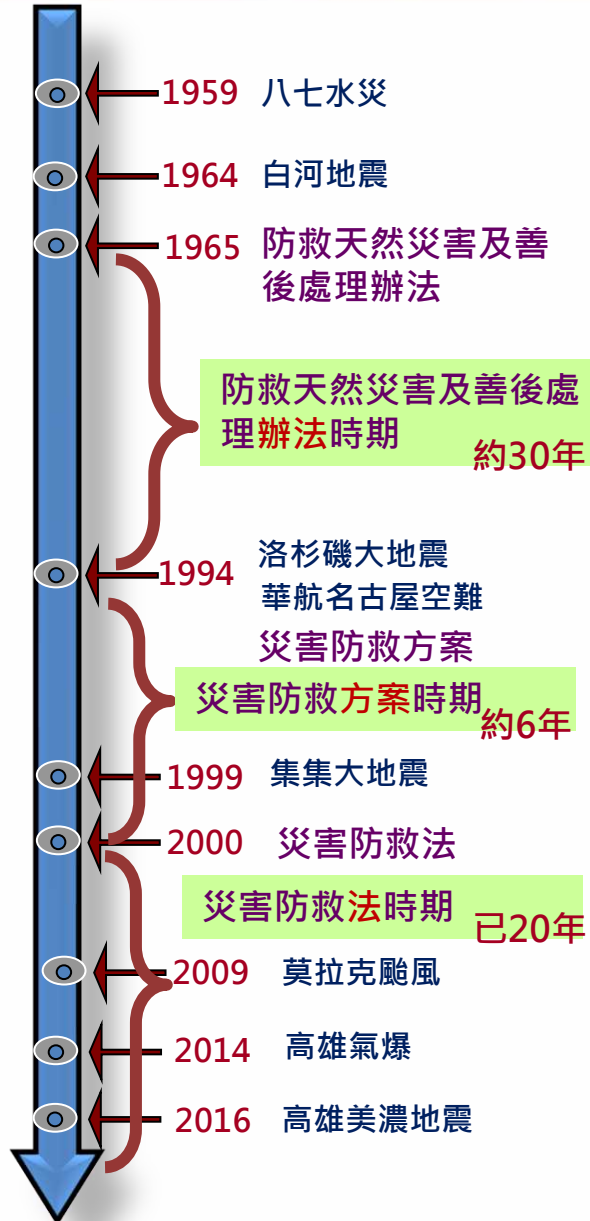 1959 八七水災
1964 白河地震
1965 防救天然災害及善
後處理辦法
防救天然災害及善後處
理辦法時期
約30年
1994 洛杉磯大地震
華航名古屋空難
災害防救方案
災害防救方案時期
約6年
1999 集集大地震
2000 災害防救法
災害防救法時期
已20年
2009 莫拉克颱風
2014 高雄氣爆
2016 高雄美濃地震